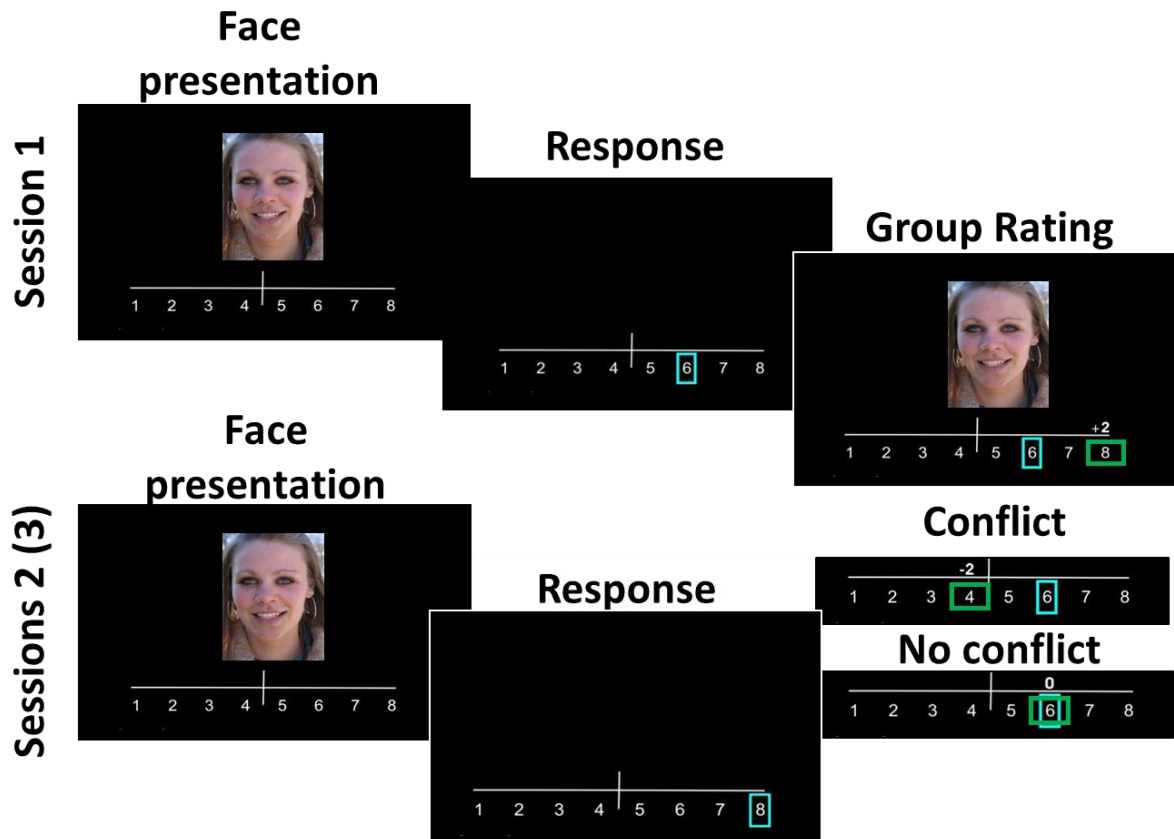 Face
presentation
Session 1
1 2 3 4 5 6 7 8
Response
1 2 3 4 5 6 7 8
Group Rating
+2
1 2 3 4 5 6 7 8
Sessions 2 (3)
Face
presentation
1 2 3 4 5 6 7 8
Response
1 2 3 4 5 6 7 8
Conflict
-2
1 2 3 4 5 6 7 8
No conflict
0
1 2 3 4 5 6 7 8